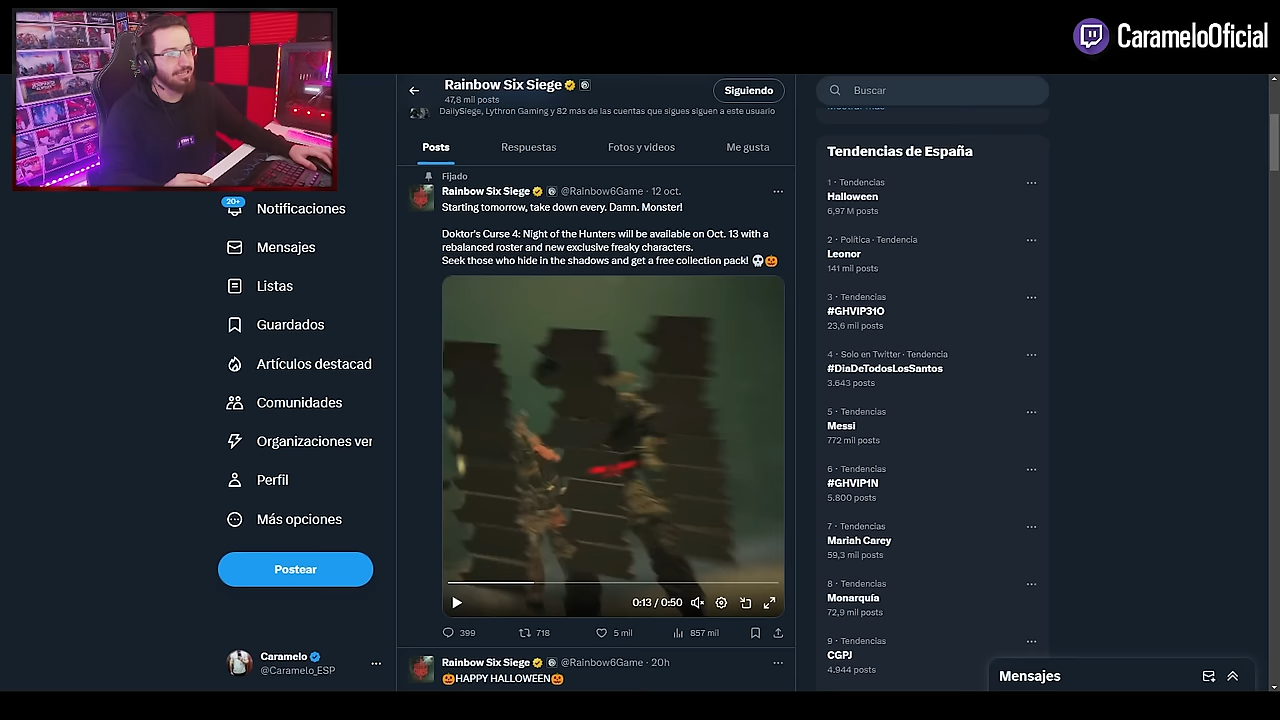 CarameloOficial
Rainbow Six Siege
47,8 mil posts
Siguiendo
DailySiege, Lythron Gaming y 82 más de las cuentas que sigues siguen a este usuario
Posts
Respuestas
Fotos y vídeos
Me gusta
Fijado
Rainbow Six Siege @Rainbow6Game · 12 oct.
Starting tomorrow, take down every. Damn. Monster!
Doktor's Curse 4: Night of the Hunters will be available on Oct. 13 with a
rebalanced roster and new exclusive freaky characters.
Seek those who hide in the shadows and get a free collection pack! 💀🎃
0:13 / 0:50
399
718
5 mil
857 mil
Rainbow Six Siege @Rainbow6Game · 20h
🎃HAPPY HALLOWEEN🎃
20+
Notificaciones
Mensajes
Listas
Guardados
Artículos destacad
Comunidades
Organizaciones ver
Perfil
Más opciones
Postear
Caramelo
@Caramelo_ESP
Buscar
Mostrar más
Tendencias de España
1 · Tendencias
Halloween
6,97 M posts
2 · Política · Tendencia
Leonor
141 mil posts
3 · Tendencias
#GHVIP31O
23,6 mil posts
4 · Solo en Twitter · Tendencia
#DiaDeTodosLosSantos
3.643 posts
5 · Tendencias
Messi
772 mil posts
6 · Tendencias
#GHVIP1N
5.800 posts
7 · Tendencias
Mariah Carey
59,3 mil posts
8 · Tendencias
Monarquía
72,9 mil posts
9 · Tendencias
CGPJ
4.944 posts
Mensajes